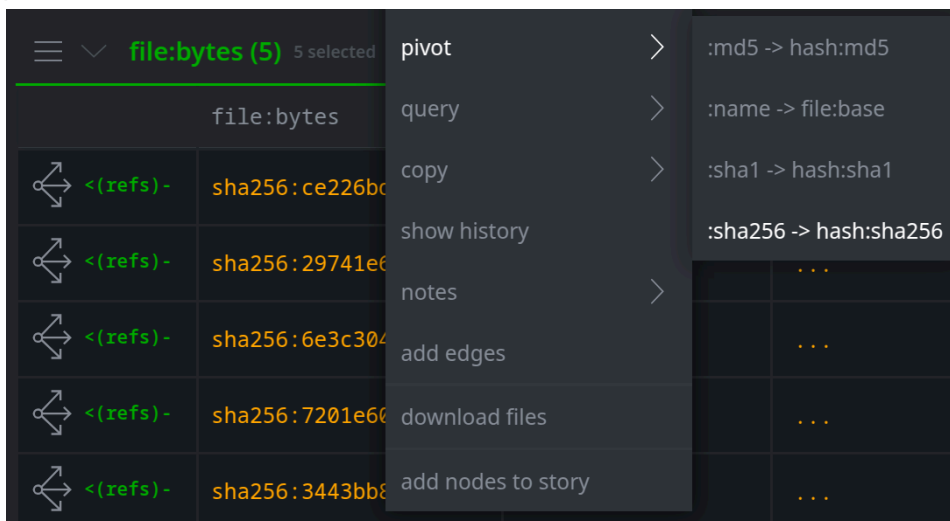 file:bytes (5) 5 selected
file:bytes
<(refs)- sha256:ce226bc
<(refs)- sha256:29741e6 ...
<(refs)- sha256:6e3c304 ...
<(refs)- sha256:7201e60 ...
<(refs)- sha256:3443bb8 ...
pivot
query
copy
show history
notes
add edges
download files
add nodes to story
:md5 -> hash:md5
:name -> file:base
:sha1 -> hash:sha1
:sha256 -> hash:sha256